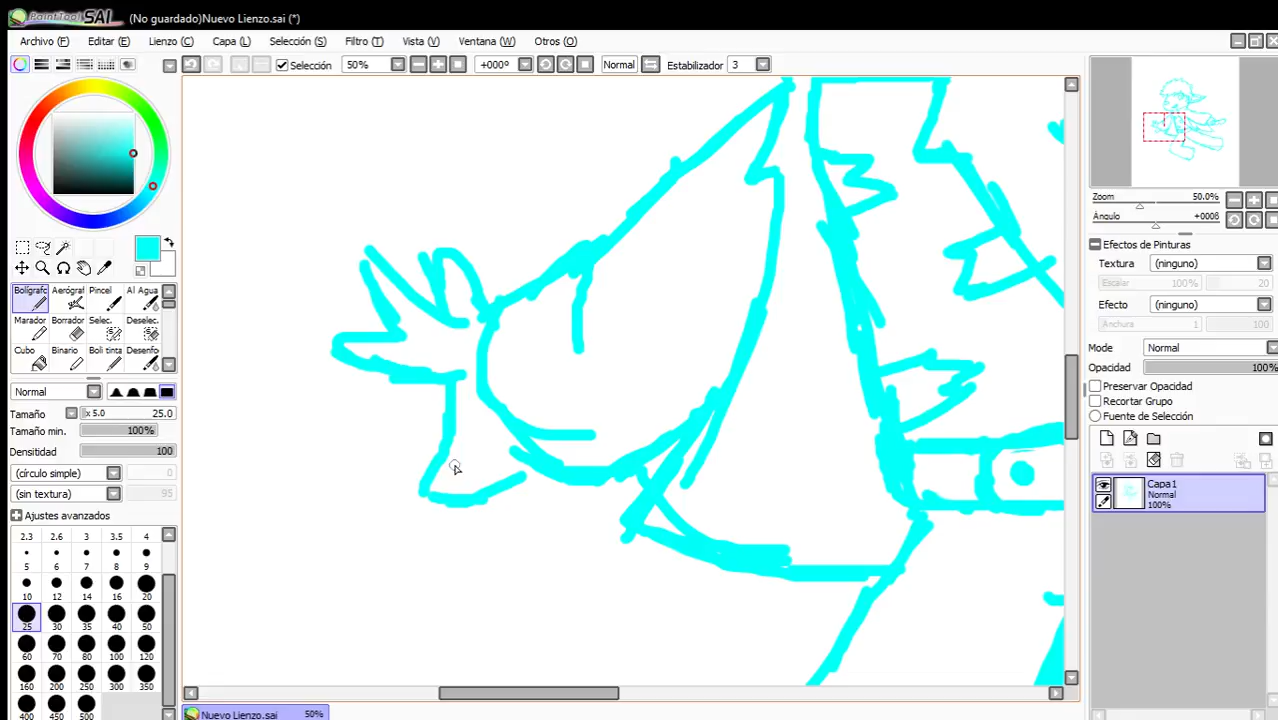 PaintTool SAI (No guardado)Nuevo Lienzo.sai (*)
Archivo (F) Editar (E) Lienzo (C) Capa (L) Selección (S) Filtro (T) Vista (V) Ventana (W) Otros (O)
Selección 50% +000° Normal Estabilizador 3
Zoom 50.0%
Ángulo +000°
Efectos de Pinturas
Textura (ninguno)
Escalar 100% 20
Efecto (ninguno)
Anchura 1 100
Mode Normal
Opacidad 100%
Preservar Opacidad
Recortar Grupo
Fuente de Selección
Capa1
Normal
100%
Bolígrafo Aeróg Pincel Al Agua
Marador Borrador Selec. Deselec.
Cubo Binario Boli tinta Desenfo
Normal
Tamaño x 5.0 25.0
Tamaño min. 100%
Densitidad 100
(círculo simple) 0
(sin textura) 95
Ajustes avanzados
2.3 2.6 3 3.5 4
5 6 7 8 9
10 12 14 16 20
25 30 35 40 50
60 70 80 100 120
160 200 250 300 350
400 450 500
Nuevo Lienzo.sai 50%